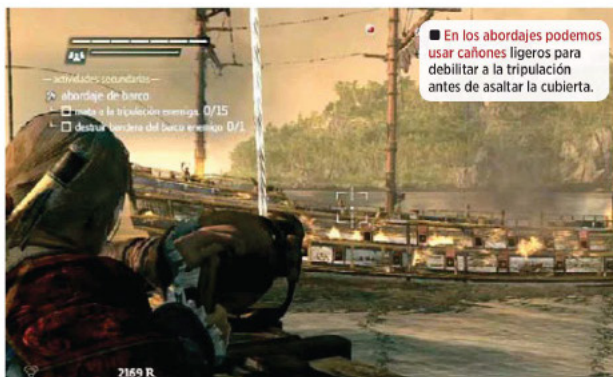 — actividades secundarias —
abordaje de barco
mata a la tripulación enemiga. 0/15
destruir bandera del barco enemigo 0/1
■ En los abordajes podemos
usar cañones ligeros para
debilitar a la tripulación
antes de asaltar la cubierta.
2169 R